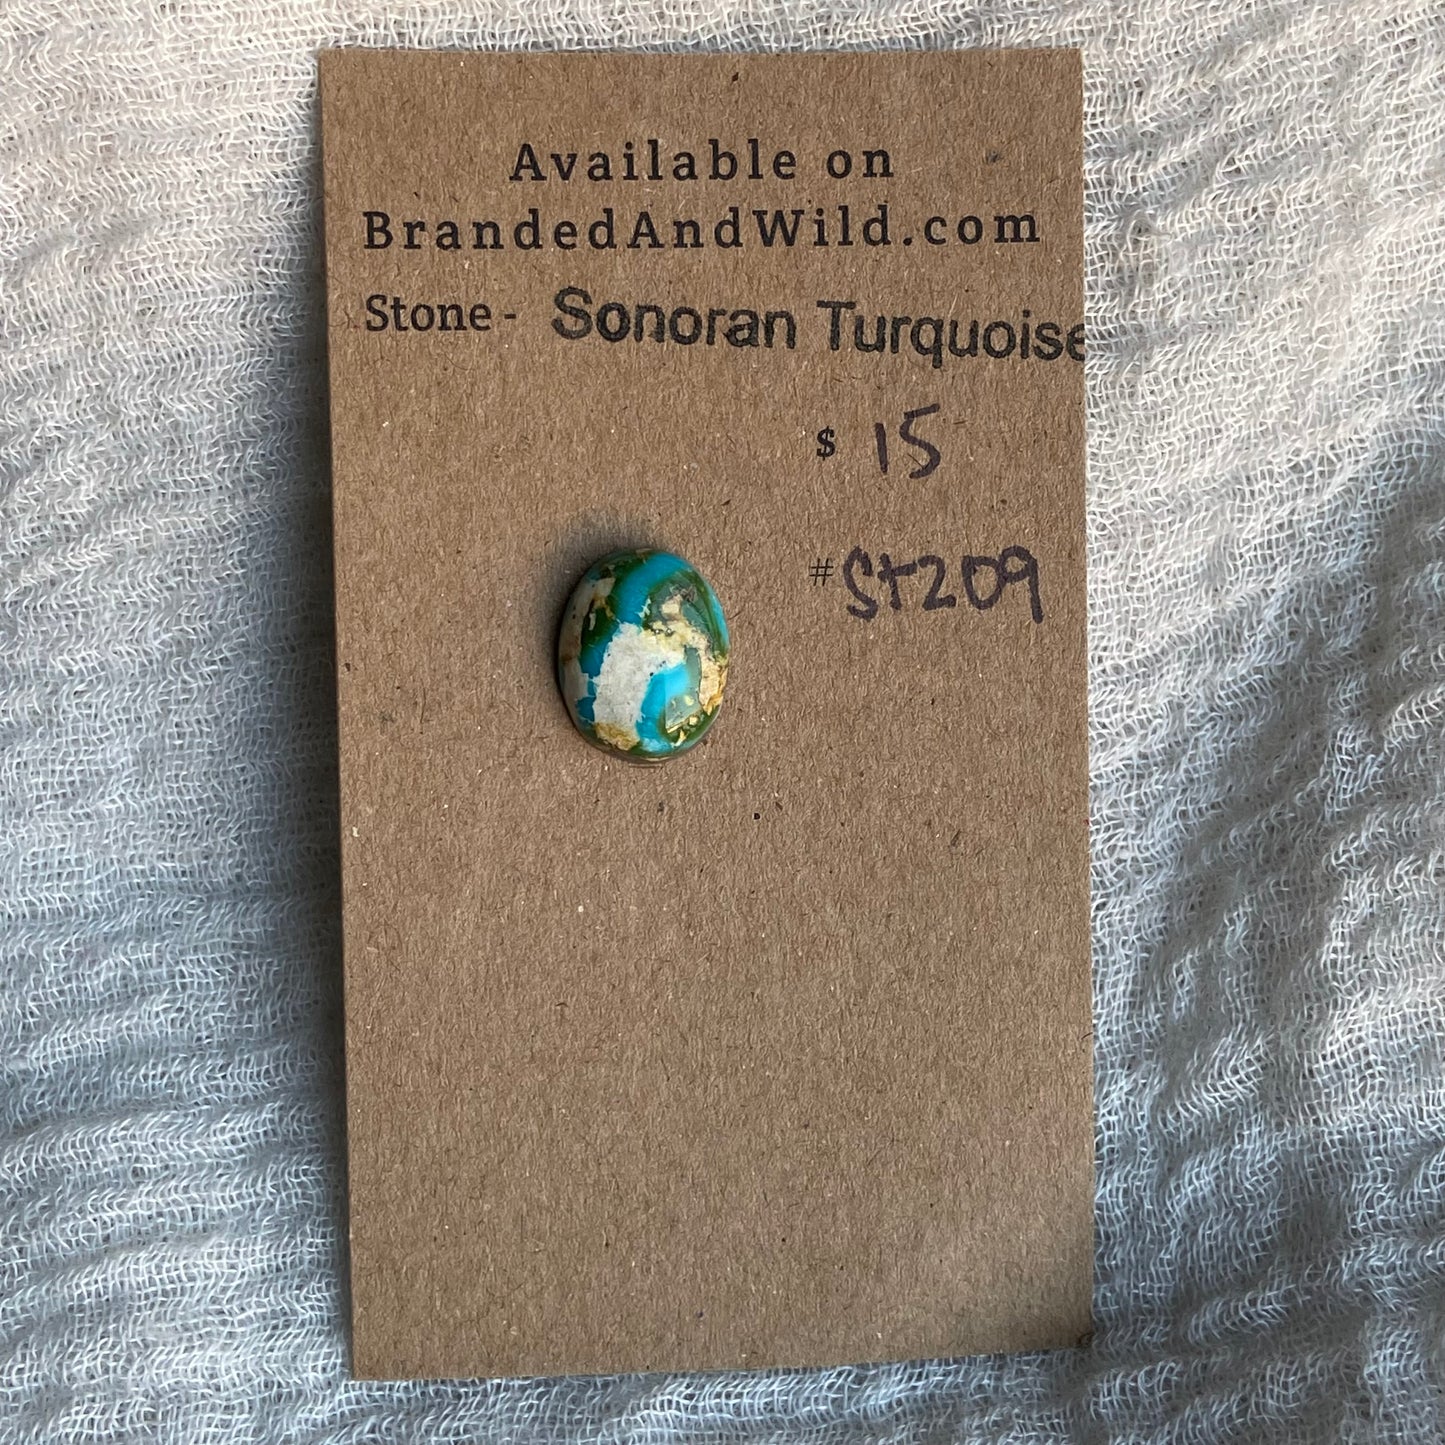 Available on
BrandedAndWild.com
Stone - Sonoran Turquoise
$ 15
# St209